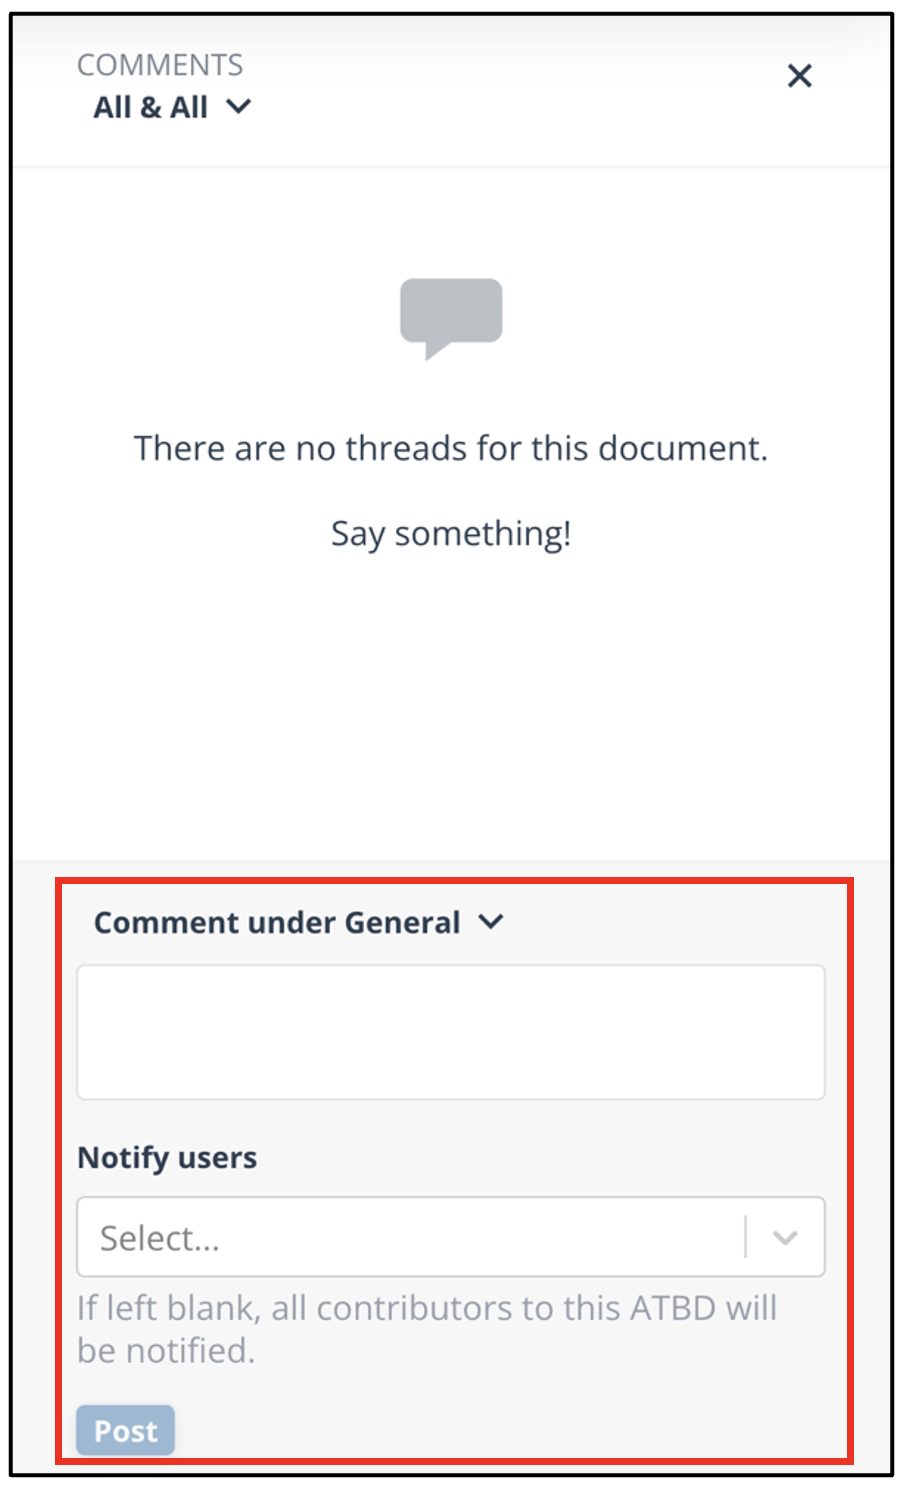 COMMENTS
All & All
There are no threads for this document.
Say something!
Comment under General
Notify users
Select...
If left blank, all contributors to this ATBD will
be notified.
Post